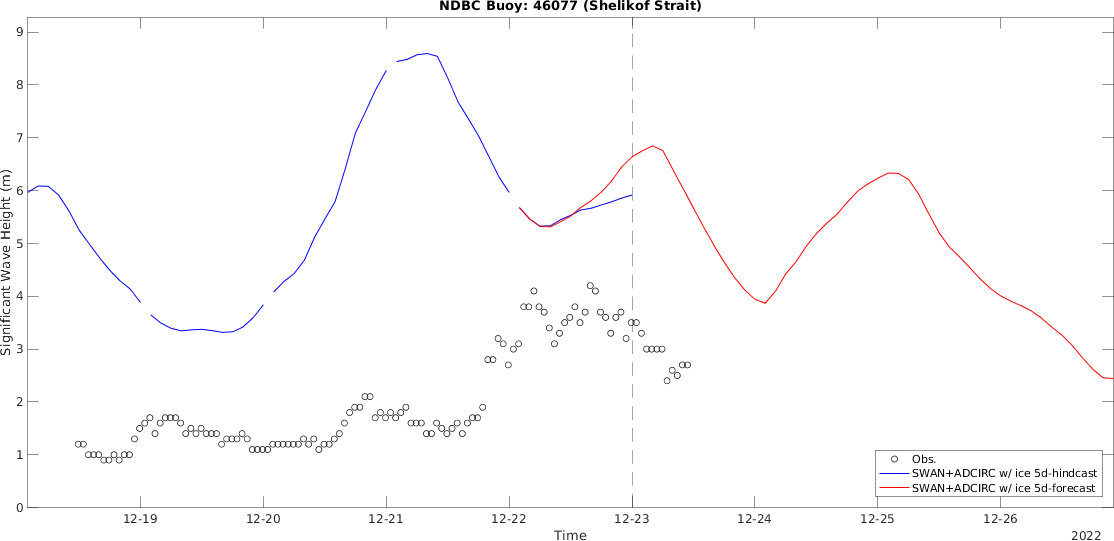 NDBC Buoy: 46077 (Shelikof Strait)
Significant Wave Height (m)
9
8
7
6
5
4
3
2
1
0
Obs.
SWAN+ADCIRC w/ ice 5d-hindcast
SWAN+ADCIRC w/ ice 5d-forecast
12-19 12-20 12-21 12-22 12-23 12-24 12-25 12-26
Time
2022